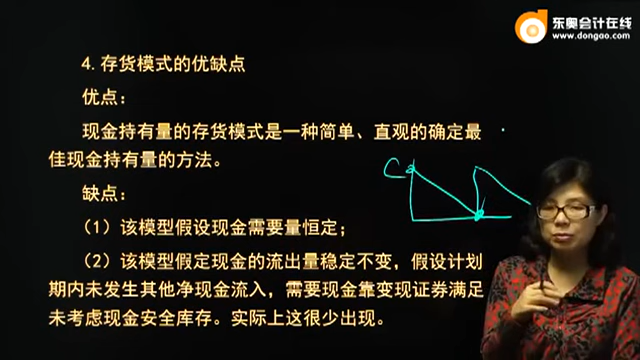 东奥会计在线
www.dongao.com
4.存货模式的优缺点
优点：
现金持有量的存货模式是一种简单、直观的确定最
佳现金持有量的方法。
C
缺点：
（1）该模型假设现金需要量恒定；
（2）该模型假定现金的流出量稳定不变，假设计划
期内未发生其他净现金流入，需要现金靠变现证券满足
未考虑现金安全库存。实际上这很少出现。